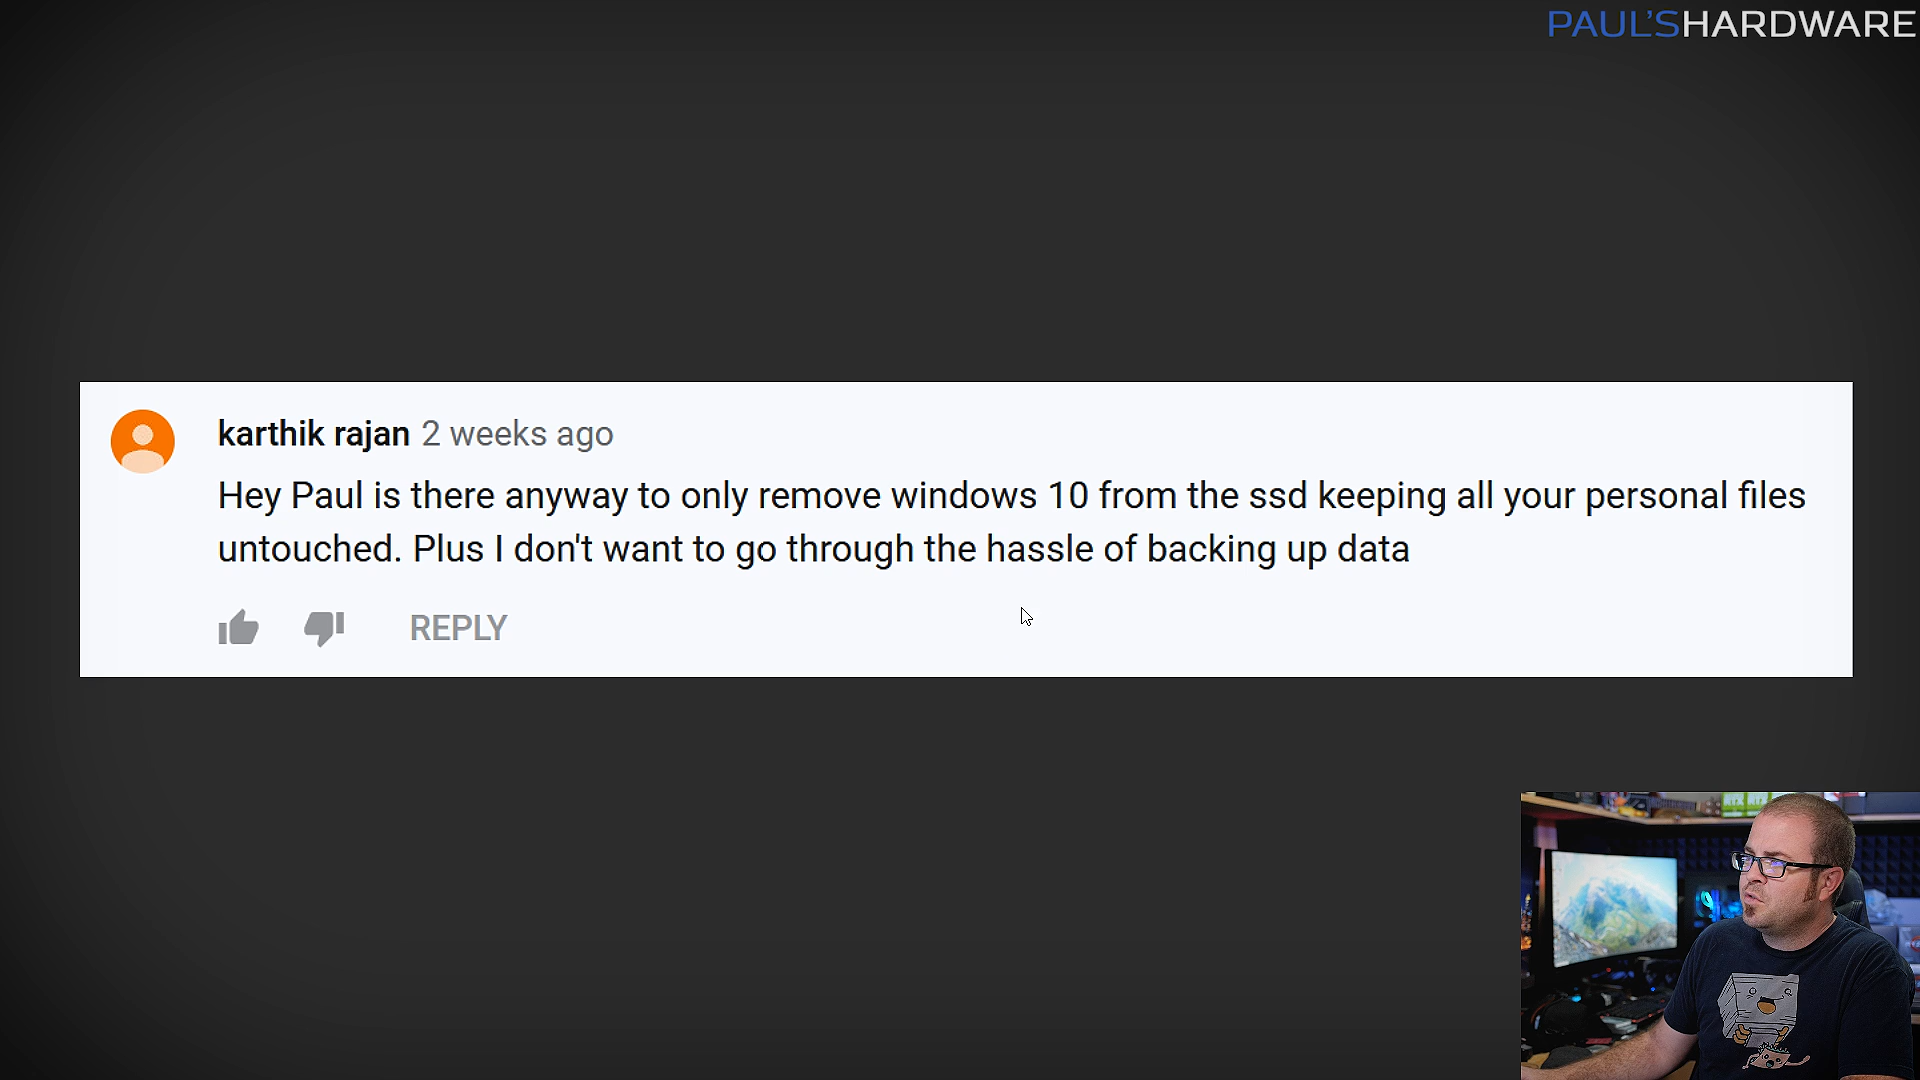 PAUL'SHARDWARE
karthik rajan 2 weeks ago
Hey Paul is there anyway to only remove windows 10 from the ssd keeping all your personal files
untouched. Plus I don't want to go through the hassle of backing up data
REPLY